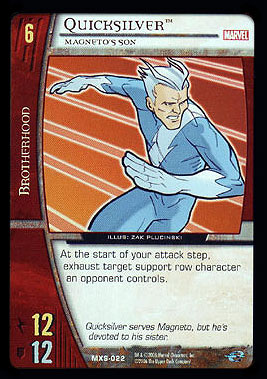 6
QUICKSILVER™
MAGNETO'S SON
MARVEL
BROTHERHOOD
ILLUS: ZAK PLUCINSKI
At the start of your attack step,
exhaust target support row character
an opponent controls.
12
12
Quicksilver serves Magneto, but he's
devoted to his sister.
MXS-022